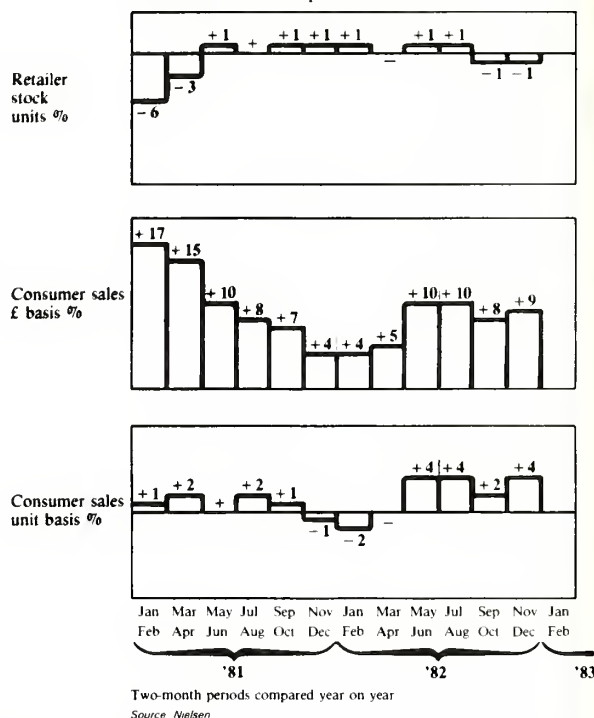 +1 + +1 +1 +1 – +1 +1
Retailer
stock
units %
– 6 – 3 – 1 – 1
+ 17
+ 15
+ 10 + 8 + 7 + 4 + 4 + 5 + 10 + 10 + 8 + 9
Consumer sales
£ basis %
+ 1 + 2 + + 2 + 1 – + 4 + 4 + 2 + 4
Consumer sales
unit basis %
– 1 – 2
Jan Mar May Jul Sep Nov Jan Mar May Jul Sep Nov Jan
Feb Apr Jun Aug Oct Dec Feb Apr Jun Aug Oct Dec Feb
'81 '82 '83
Two-month periods compared year on year
Source Nielsen